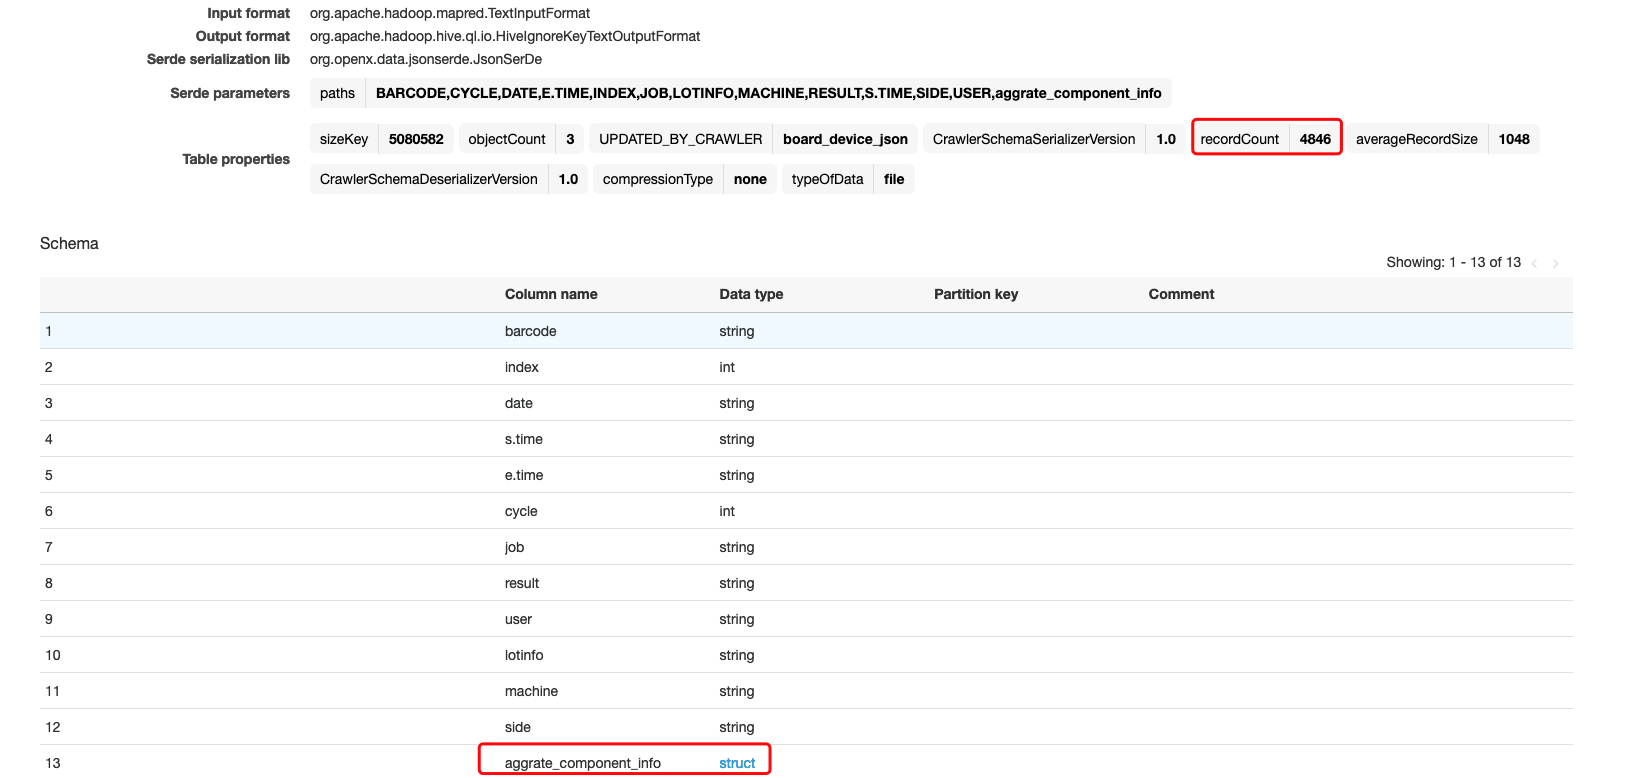 Input format org.apache.hadoop.mapred.TextInputFormat
Output format org.apache.hadoop.hive.ql.io.HiveIgnoreKeyTextOutputFormat
Serde serialization lib org.openx.data.jsonserde.JsonSerDe
Serde parameters paths BARCODE,CYCLE,DATE,E.TIME,INDEX,JOB,LOTINFO,MACHINE,RESULT,S.TIME,SIDE,USER,aggrate_component_info
Table properties
sizeKey 5080582 objectCount 3 UPDATED_BY_CRAWLER board_device_json CrawlerSchemaSerializerVersion 1.0 recordCount 4846 averageRecordSize 1048
CrawlerSchemaDeserializerVersion 1.0 compressionType none typeOfData file
Schema
Showing: 1 - 13 of 13 < >
Column name Data type Partition key Comment
1 barcode string
2 index int
3 date string
4 s.time string
5 e.time string
6 cycle int
7 job string
8 result string
9 user string
10 lotinfo string
11 machine string
12 side string
13 aggrate_component_info struct